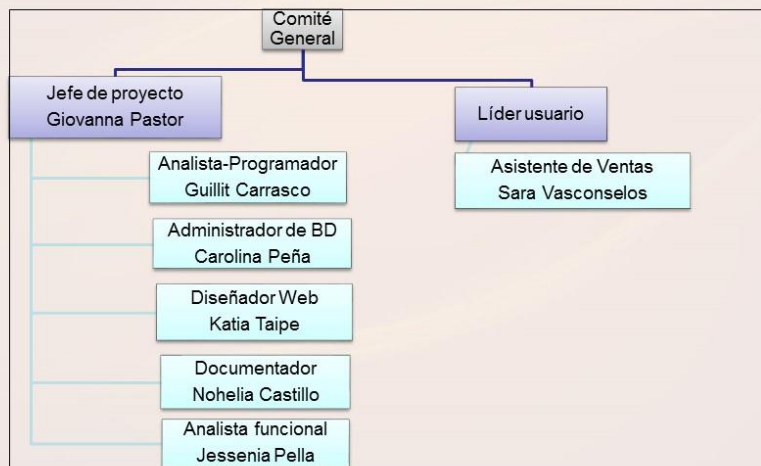 Comité
General
Jefe de proyecto
Giovanna Pastor
Líder usuario
Analista-Programador
Guillit Carrasco
Asistente de Ventas
Sara Vasconselos
Administrador de BD
Carolina Peña
Diseñador Web
Katia Taipe
Documentador
Nohelia Castillo
Analista funcional
Jessenia Pella